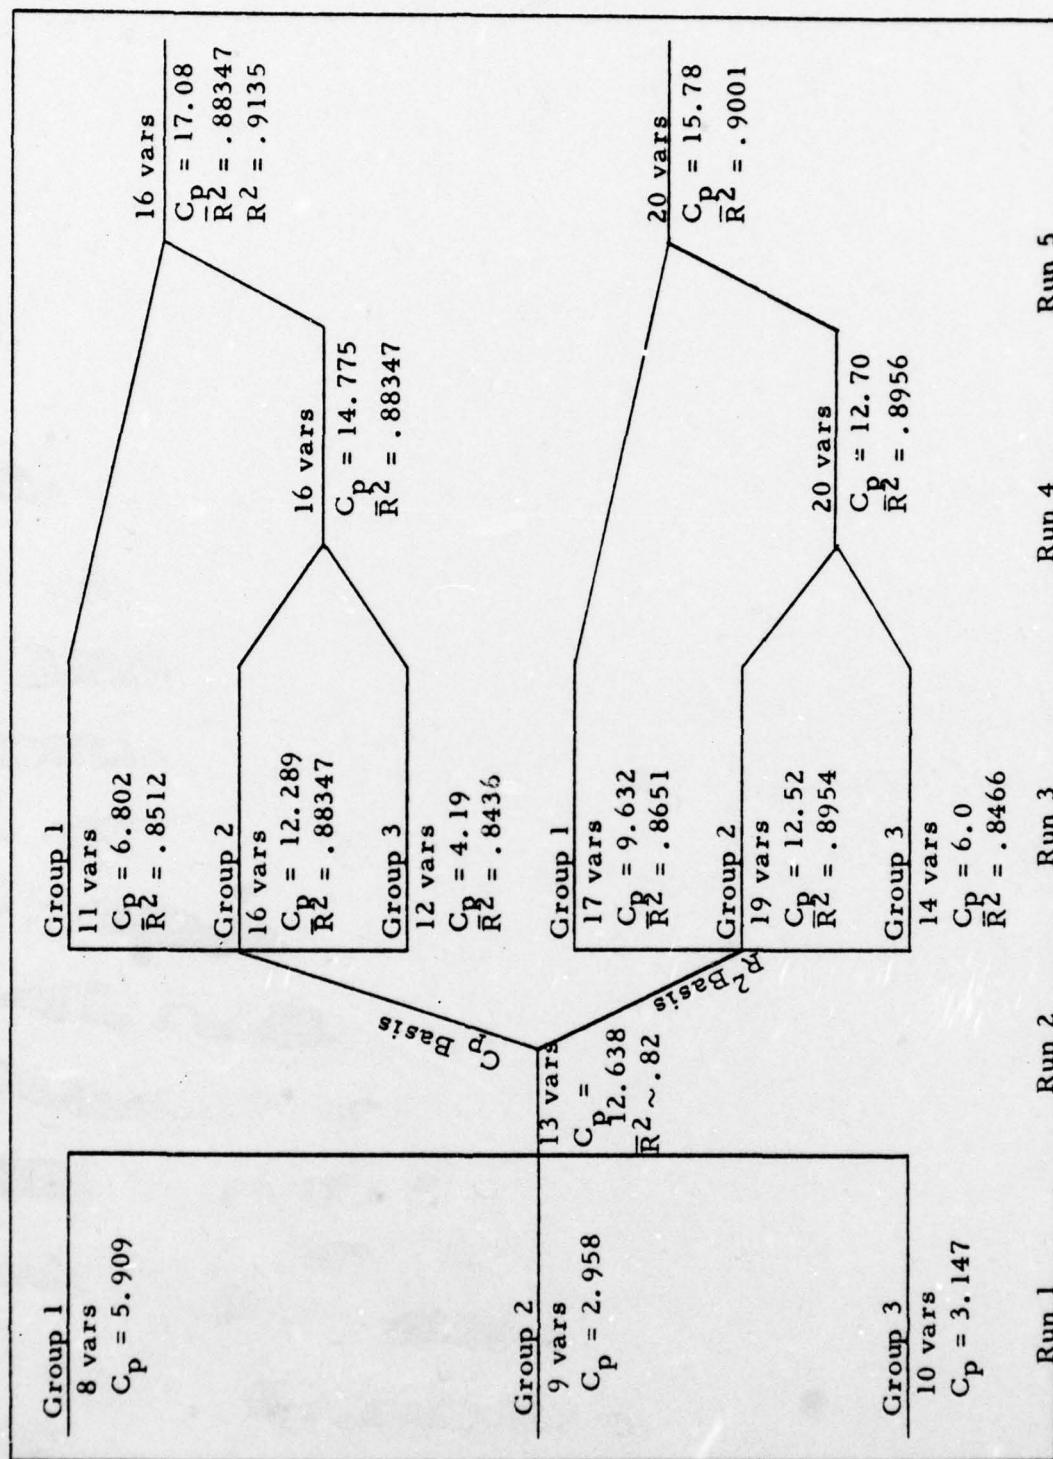 Group 1
8 vars
Cp = 5.909
Group 2
9 vars
Cp = 2.958
Group 3
10 vars
Cp = 3.147
Run 1
13 vars
Cp =
12.638
R̅² ~ .82
Run 2
Cp Basis
R² Basis
Group 1
11 vars
Cp = 6.802
R̅² = .8512
Group 2
16 vars
Cp = 12.289
R̅² = .88347
Group 3
12 vars
Cp = 4.19
R̅² = .8436
Group 1
17 vars
Cp = 9.632
R̅² = .8651
Group 2
19 vars
Cp = 12.52
R̅² = .8954
Group 3
14 vars
Cp = 6.0
R̅² = .8466
Run 3
16 vars
Cp = 14.775
R̅² = .88347
20 vars
Cp = 12.70
R̅² = .8956
Run 4
16 vars
Cp = 17.08
R̅² = .88347
R² = .9135
20 vars
Cp = 15.78
R̅² = .9001
Run 5